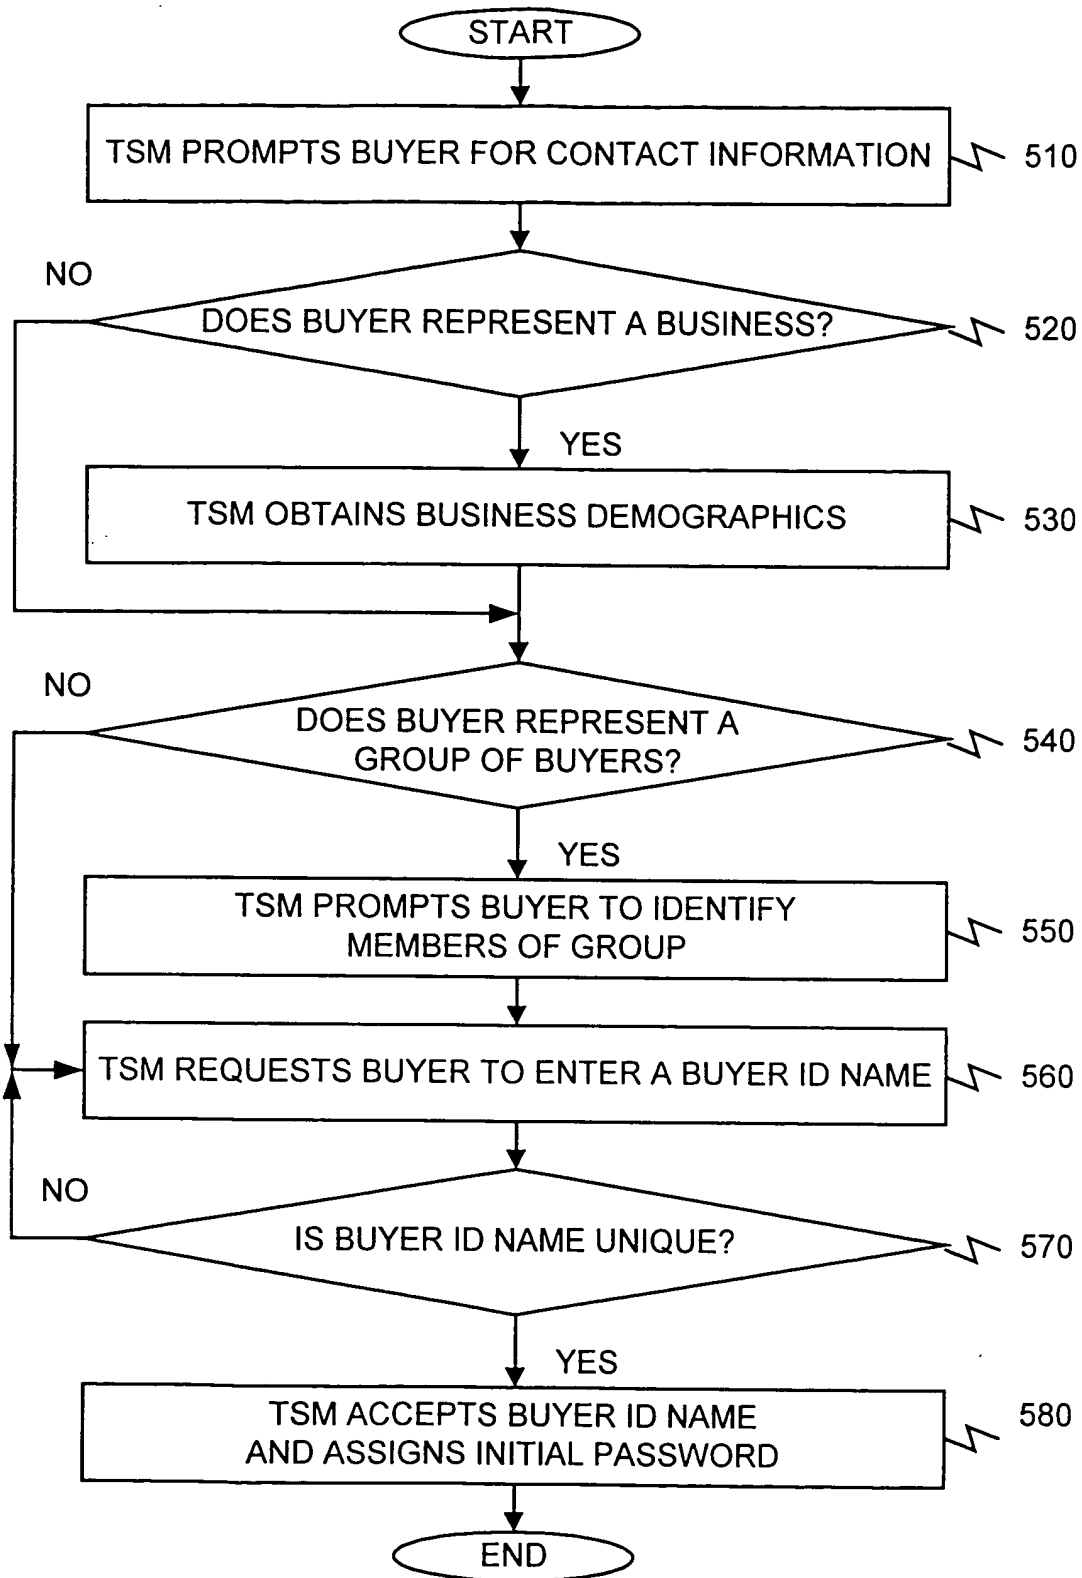 START
TSM PROMPTS BUYER FOR CONTACT INFORMATION
510
NO
DOES BUYER REPRESENT A BUSINESS?
520
YES
TSM OBTAINS BUSINESS DEMOGRAPHICS
530
NO
DOES BUYER REPRESENT A
GROUP OF BUYERS?
540
YES
TSM PROMPTS BUYER TO IDENTIFY
MEMBERS OF GROUP
550
TSM REQUESTS BUYER TO ENTER A BUYER ID NAME
560
NO
IS BUYER ID NAME UNIQUE?
570
YES
TSM ACCEPTS BUYER ID NAME
AND ASSIGNS INITIAL PASSWORD
580
END